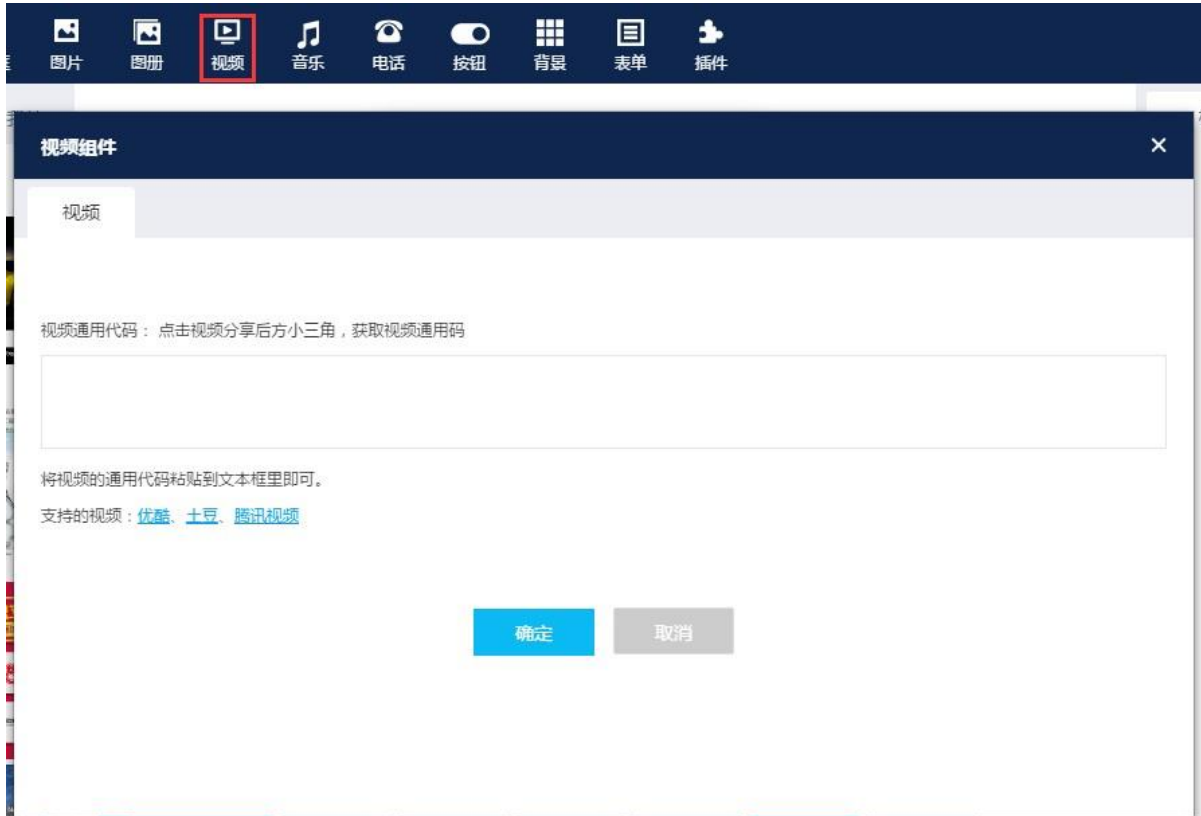 图片 图册 视频 音乐 电话 按钮 背景 表单 插件
视频组件 ×
视频
视频通用代码： 点击视频分享后方小三角，获取视频通用码
将视频的通用代码粘贴到文本框里即可。
支持的视频：优酷、土豆、腾讯视频
确定 取消